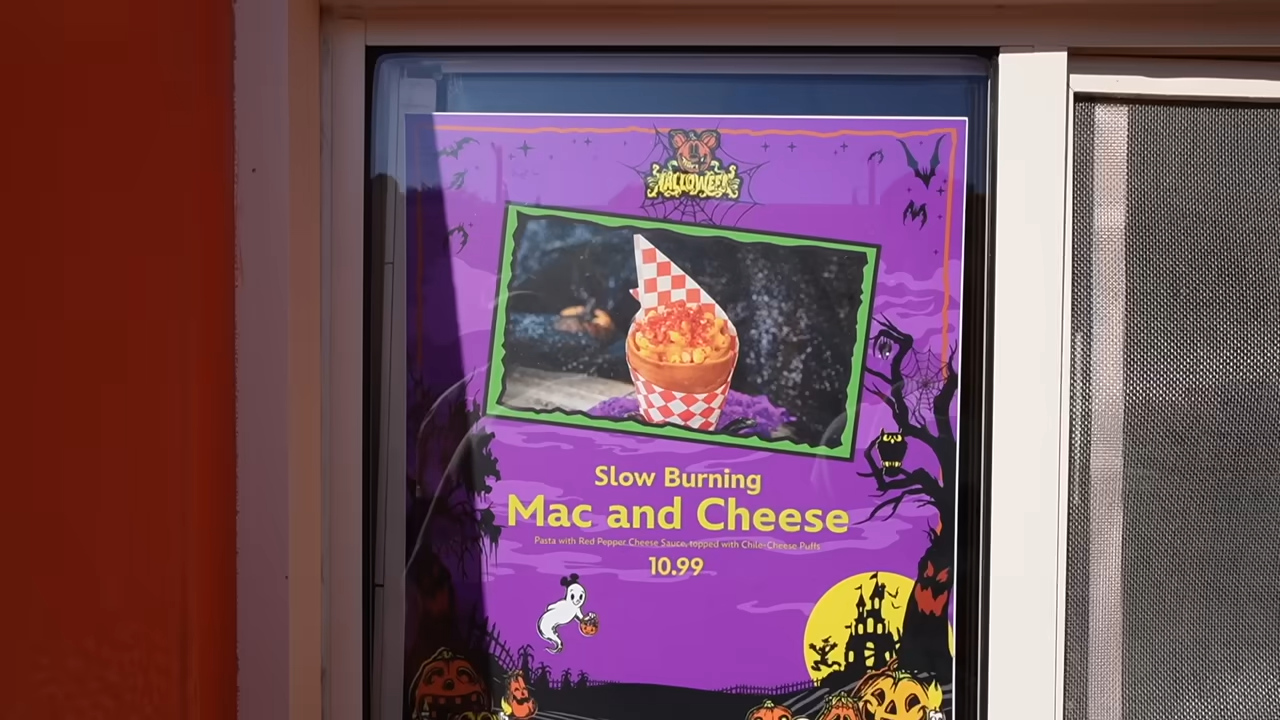 HALLOWEEN
Slow Burning
Mac and Cheese
Pasta with Red Pepper Cheese Sauce, topped with Chile-Cheese Puffs
10.99